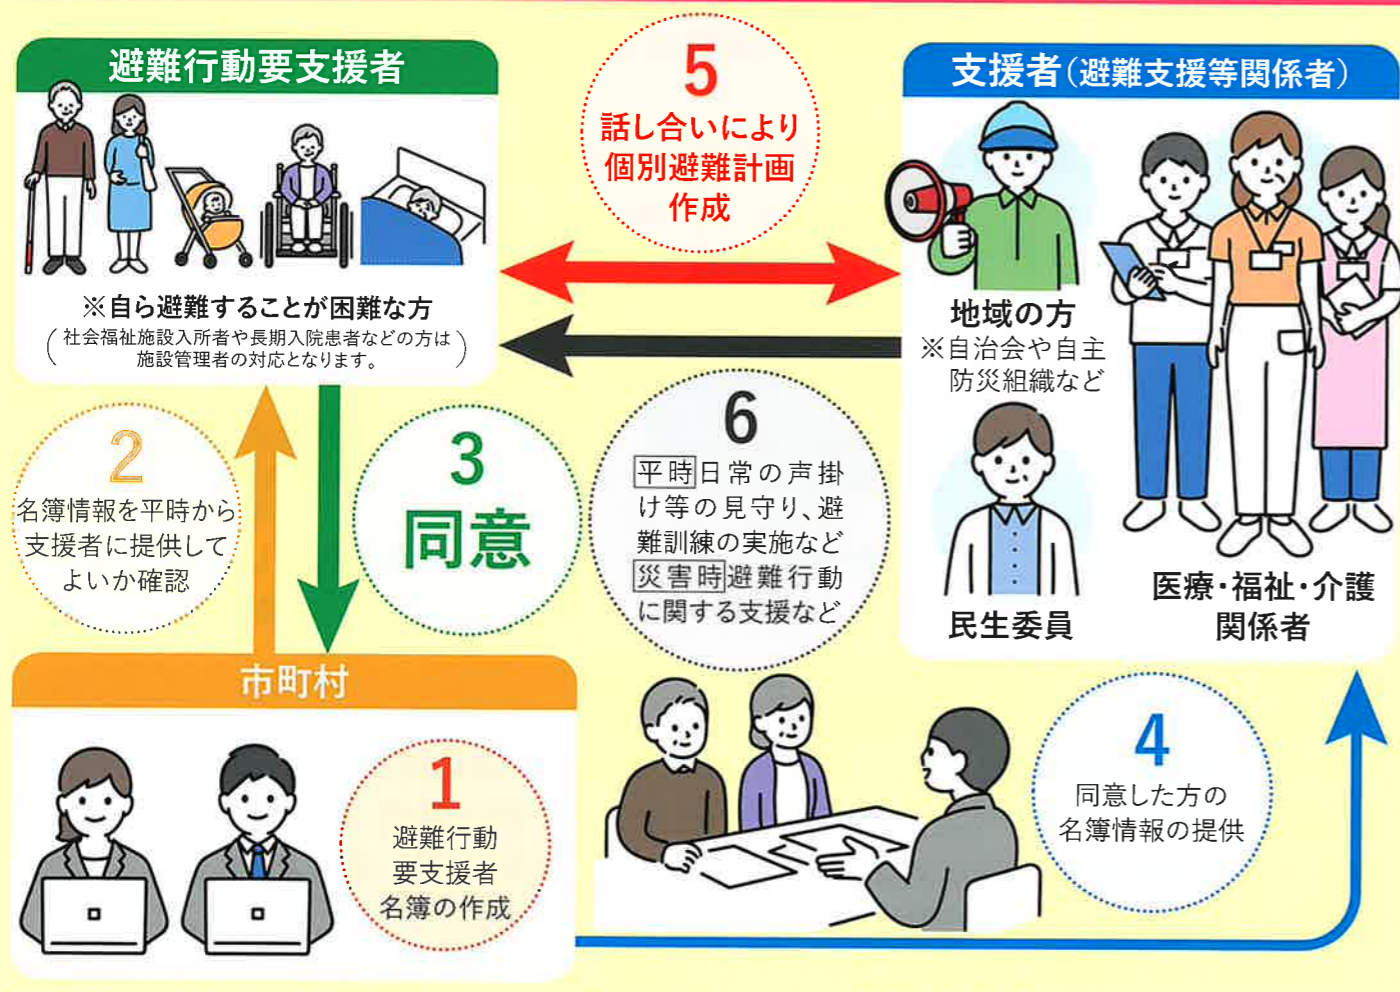 避難行動要支援者
※自ら避難することが困難な方
(社会福祉施設入所者や長期入院患者などの方は
施設管理者の対応となります。)
5
話し合いにより
個別避難計画
作成
支援者(避難支援等関係者)
地域の方
※自治会や自主
防災組織など
民生委員
医療・福祉・介護
関係者
2
名簿情報を平時から
支援者に提供して
よいか確認
3
同意
6
平時日常の声掛
け等の見守り、避
難訓練の実施など
災害時避難行動
に関する支援など
市町村
1
避難行動
要支援者
名簿の作成
4
同意した方の
名簿情報の提供